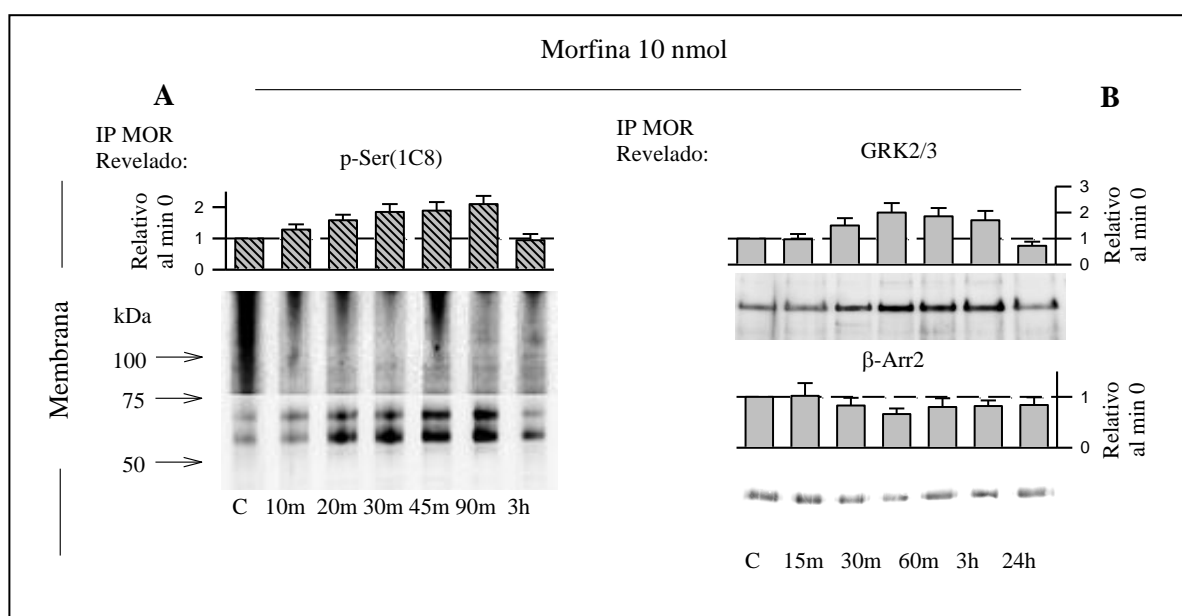 Morfina 10 nmol
A
B
IP MOR
Revelado:
p-Ser(1C8)
Relativo
al min 0
2
1
0
Membrana
kDa
100
75
50
C 10m 20m 30m 45m 90m 3h
IP MOR
Revelado:
GRK2/3
3
2
1
0
Relativo
al min 0
β-Arr2
1
0
Relativo
al min 0
C 15m 30m 60m 3h 24h